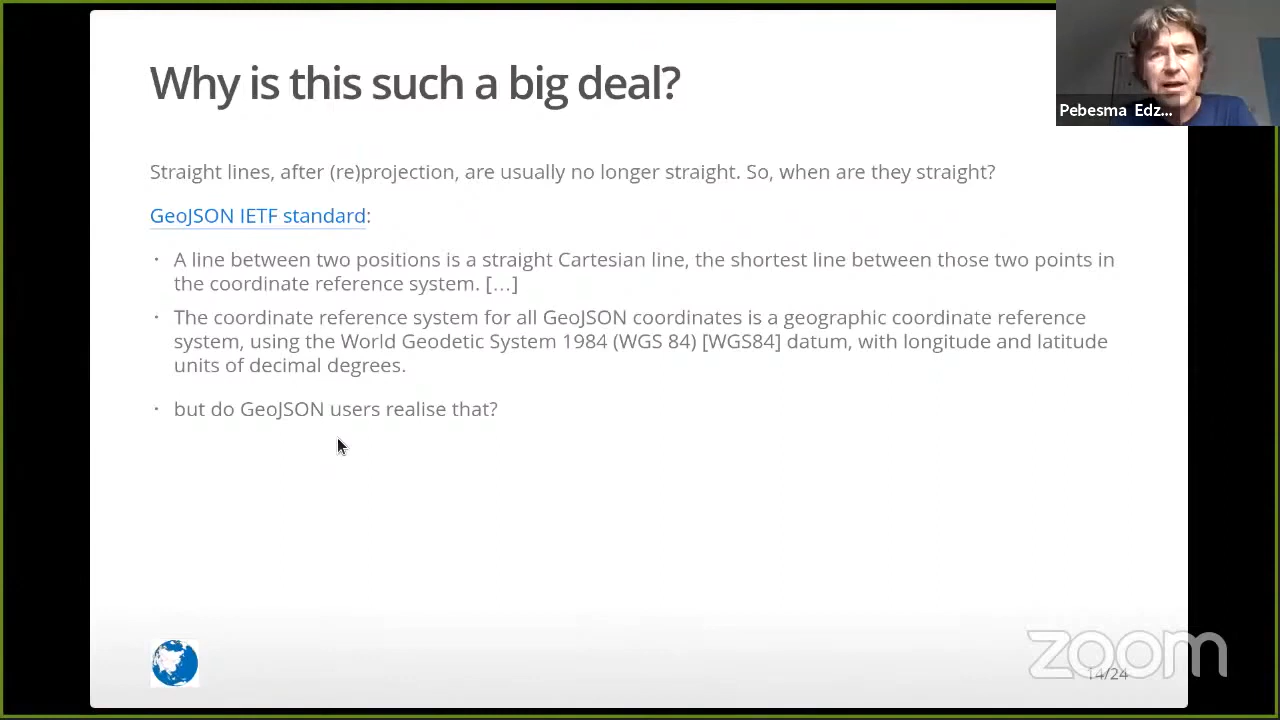 Why is this such a big deal?
Pebesma Edz...
Straight lines, after (re)projection, are usually no longer straight. So, when are they straight?
GeoJSON IETF standard:
· A line between two positions is a straight Cartesian line, the shortest line between those two points in
the coordinate reference system. […]
· The coordinate reference system for all GeoJSON coordinates is a geographic coordinate reference
system, using the World Geodetic System 1984 (WGS 84) [WGS84] datum, with longitude and latitude
units of decimal degrees.
· but do GeoJSON users realise that?
zoom
14/24